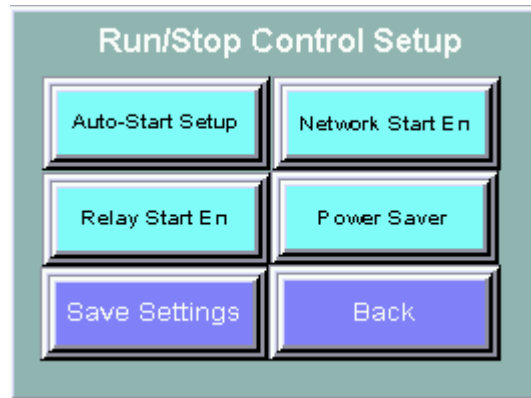 Run/Stop Control Setup
Auto-Start Setup
Network Start En
Relay Start En
Power Saver
Save Settings
Back